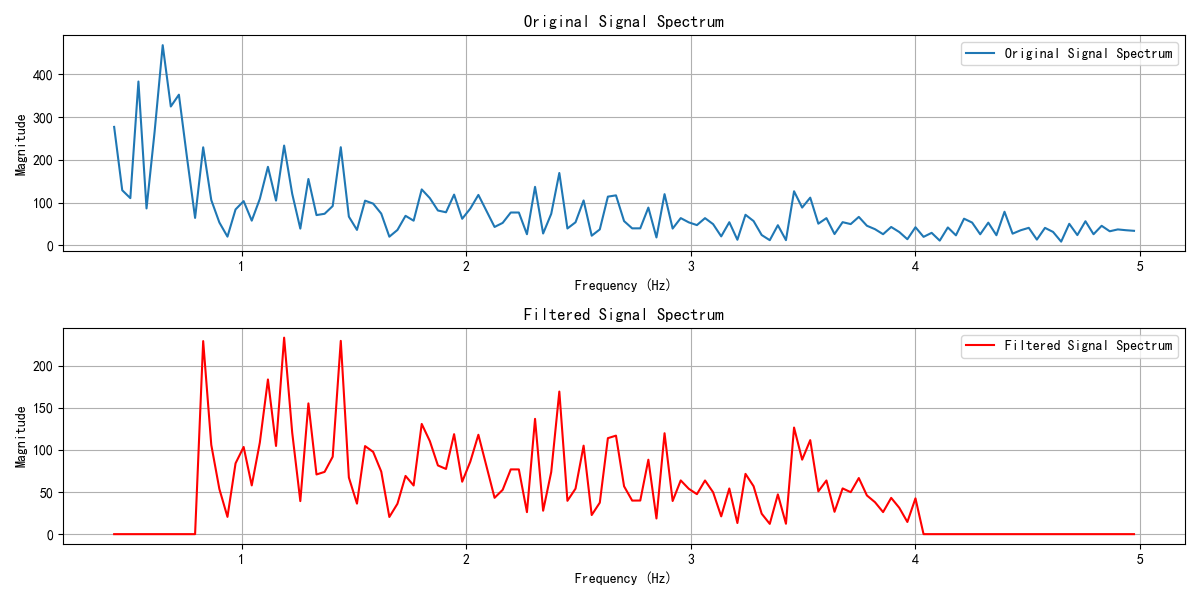 Original Signal Spectrum
Original Signal Spectrum
400
300
200
100
0
Magnitude
1 2 3 4 5
Frequency (Hz)
Filtered Signal Spectrum
Filtered Signal Spectrum
200
150
100
50
0
Magnitude
1 2 3 4 5
Frequency (Hz)